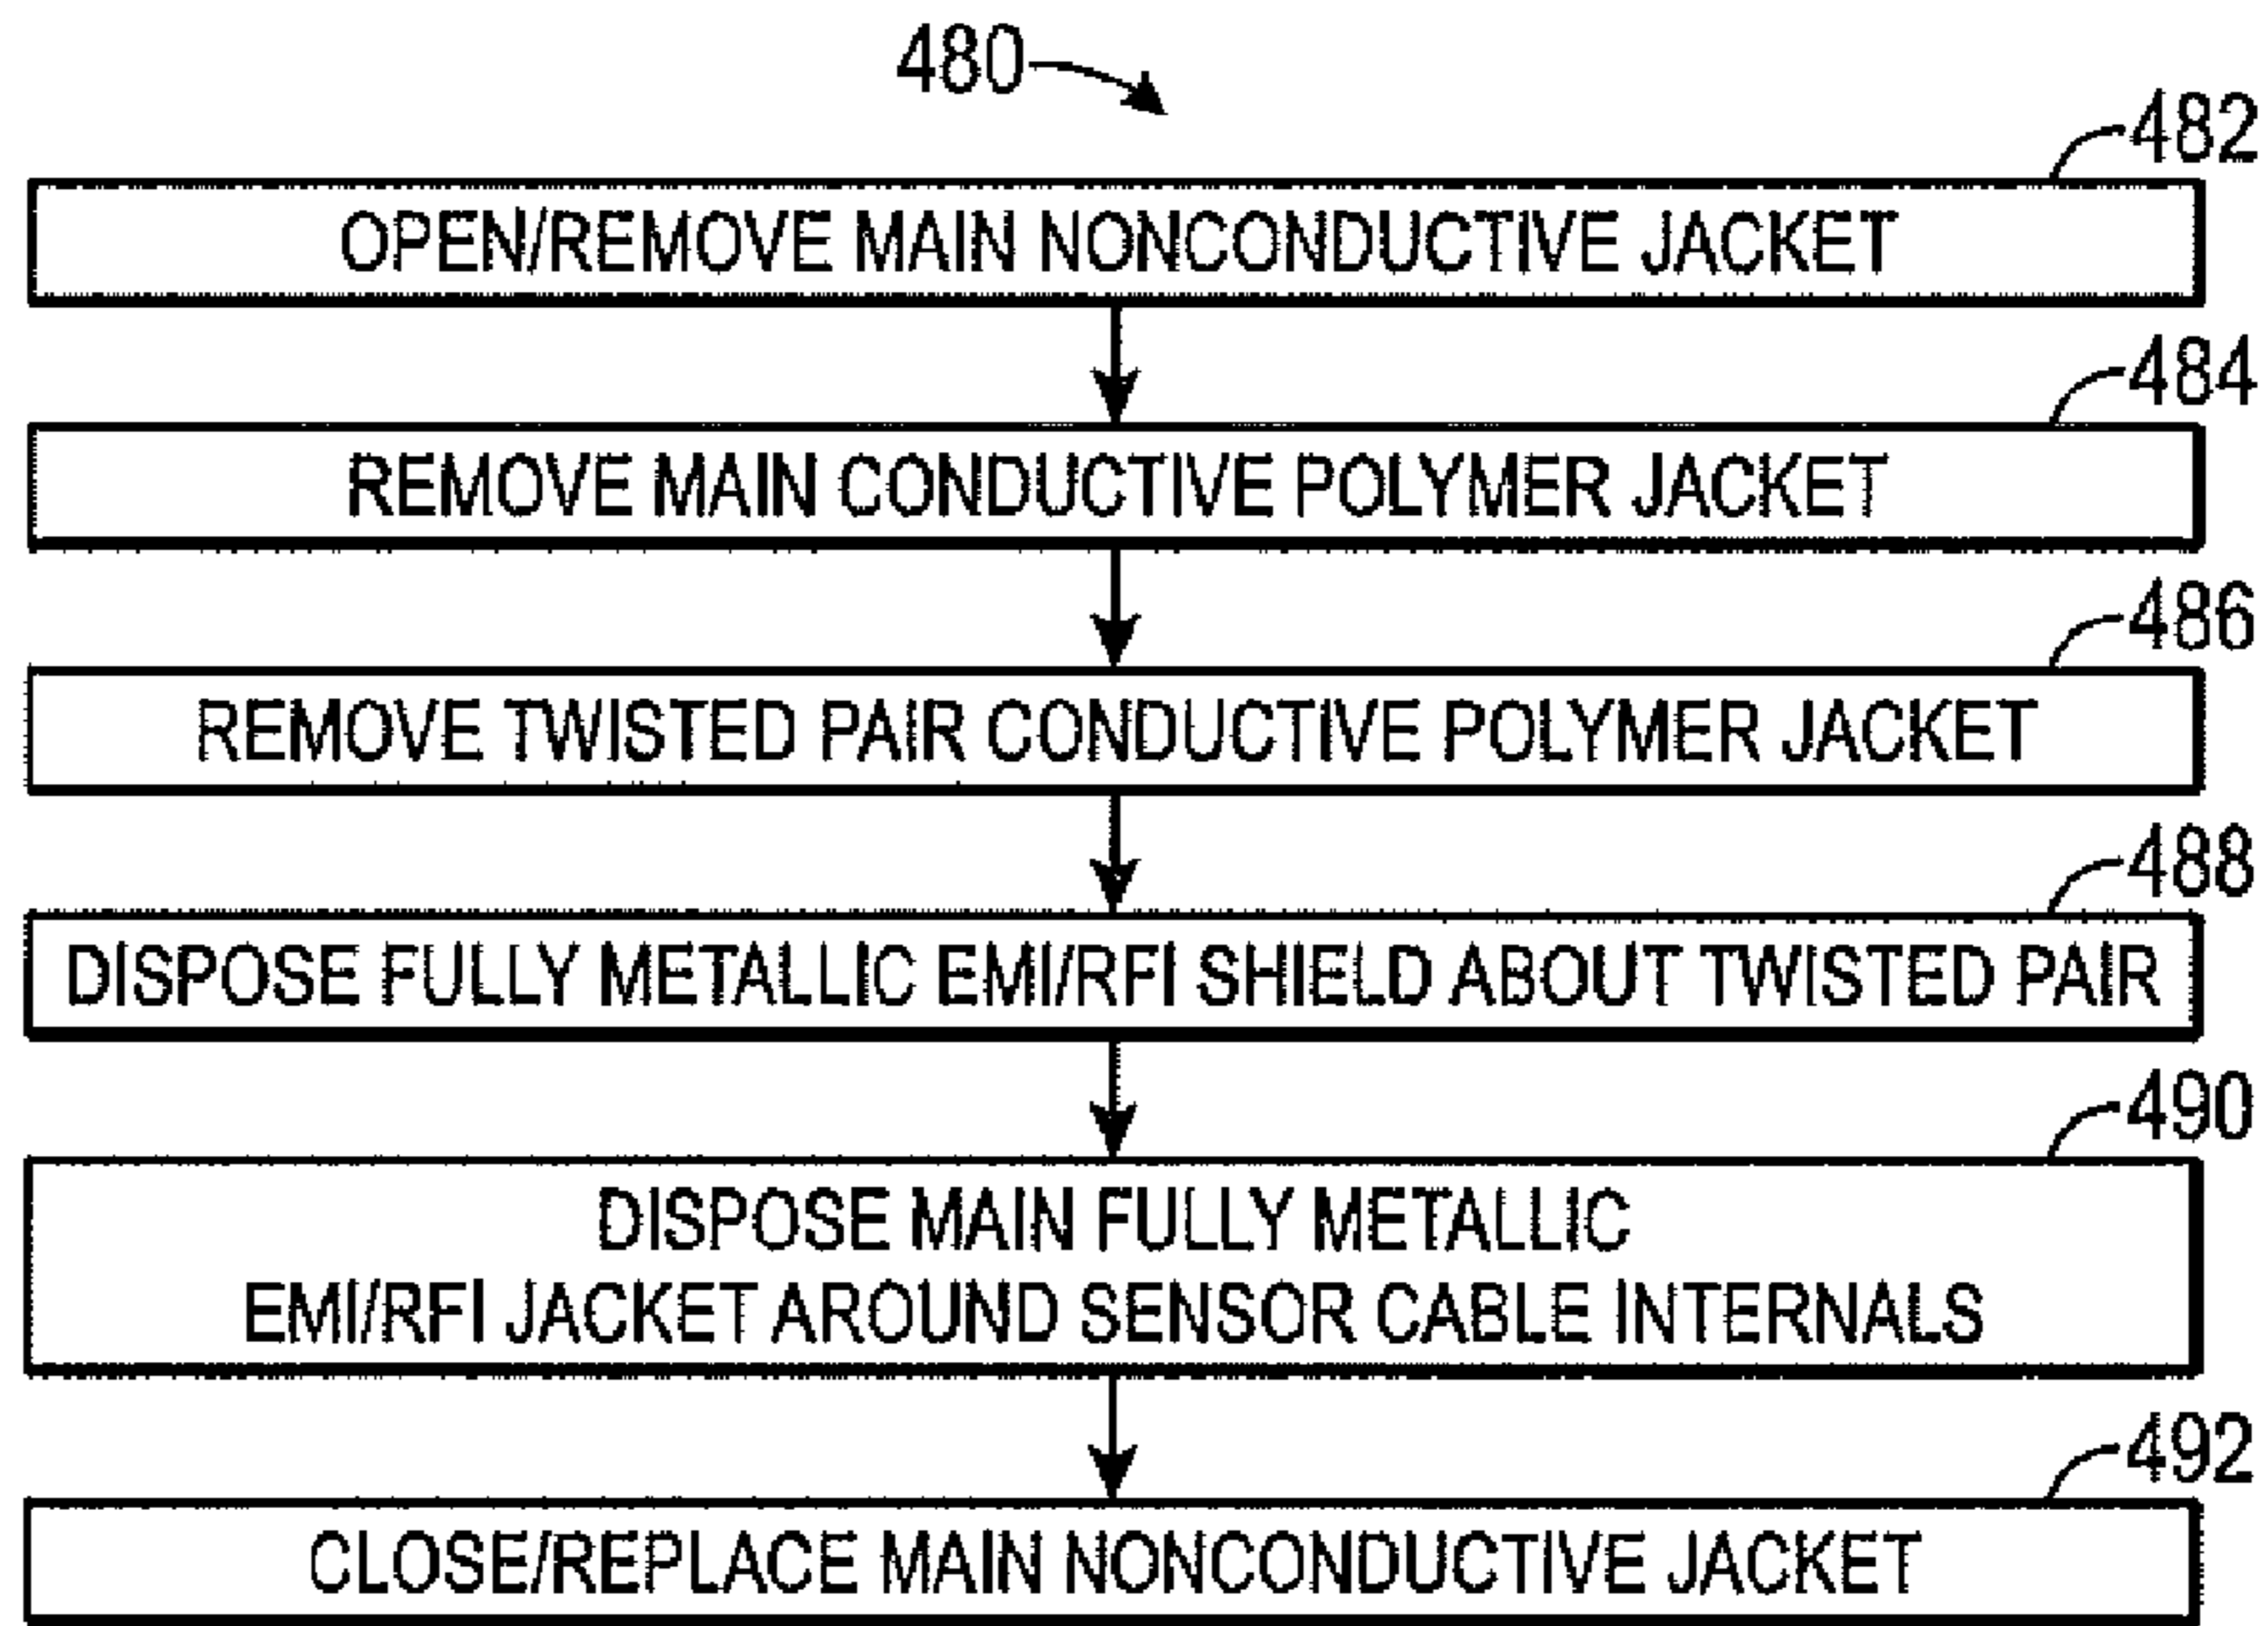 480
482
OPEN/REMOVE MAIN NONCONDUCTIVE JACKET
484
REMOVE MAIN CONDUCTIVE POLYMER JACKET
486
REMOVE TWISTED PAIR CONDUCTIVE POLYMER JACKET
488
DISPOSE FULLY METALLIC EMI/RFI SHIELD ABOUT TWISTED PAIR
490
DISPOSE MAIN FULLY METALLIC
EMI/RFI JACKET AROUND SENSOR CABLE INTERNALS
492
CLOSE/REPLACE MAIN NONCONDUCTIVE JACKET